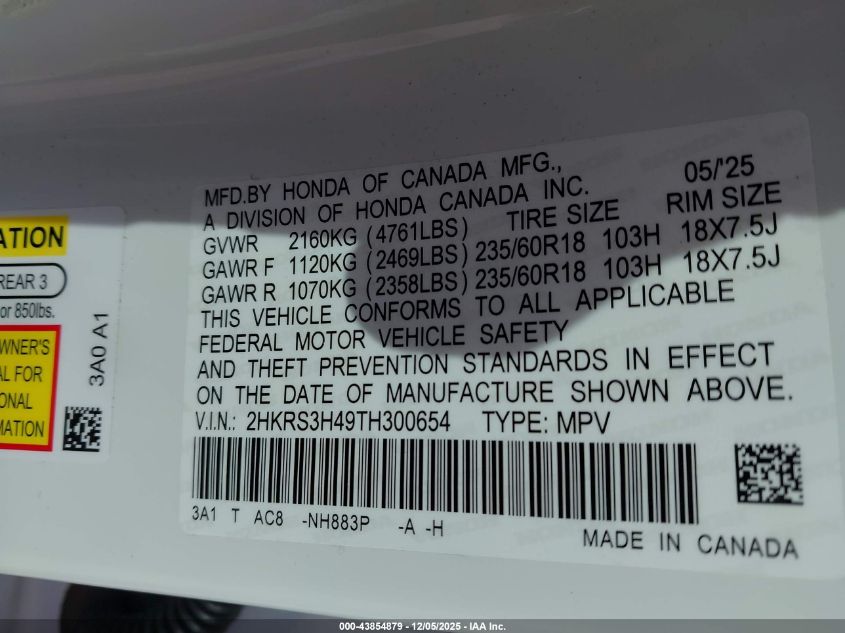 MFD.BY HONDA OF CANADA MFG., 05/'25
A DIVISION OF HONDA CANADA INC.
TIRE SIZE RIM SIZE
GVWR 2160KG (4761LBS)
GAWR F 1120KG (2469LBS) 235/60R18 103H 18X7.5J
GAWR R 1070KG (2358LBS) 235/60R18 103H 18X7.5J
THIS VEHICLE CONFORMS TO ALL APPLICABLE
FEDERAL MOTOR VEHICLE SAFETY
AND THEFT PREVENTION STANDARDS IN EFFECT
ON THE DATE OF MANUFACTURE SHOWN ABOVE.
V.I.N.: 2HKRS3H49TH300654 TYPE: MPV
3A1 T AC8 -NH883P -A -H
MADE IN CANADA
ATION
REAR 3
or 850lbs.
WNER'S
AL FOR
ONAL
MATION
3A0 A1
000-43854879 - 12/05/2025 - IAA Inc.